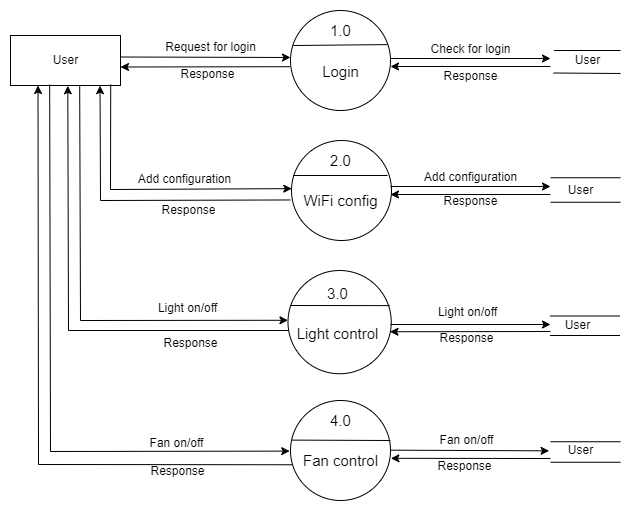 1.0
Request for login
Check for login
User
User
Response
Login
Response
2.0
Add configuration
Add configuration
User
Response
WiFi config
Response
3.0
Light on/off
Light on/off
User
Response
Light control
Response
4.0
Fan on/off
Fan on/off
User
Response
Fan control
Response